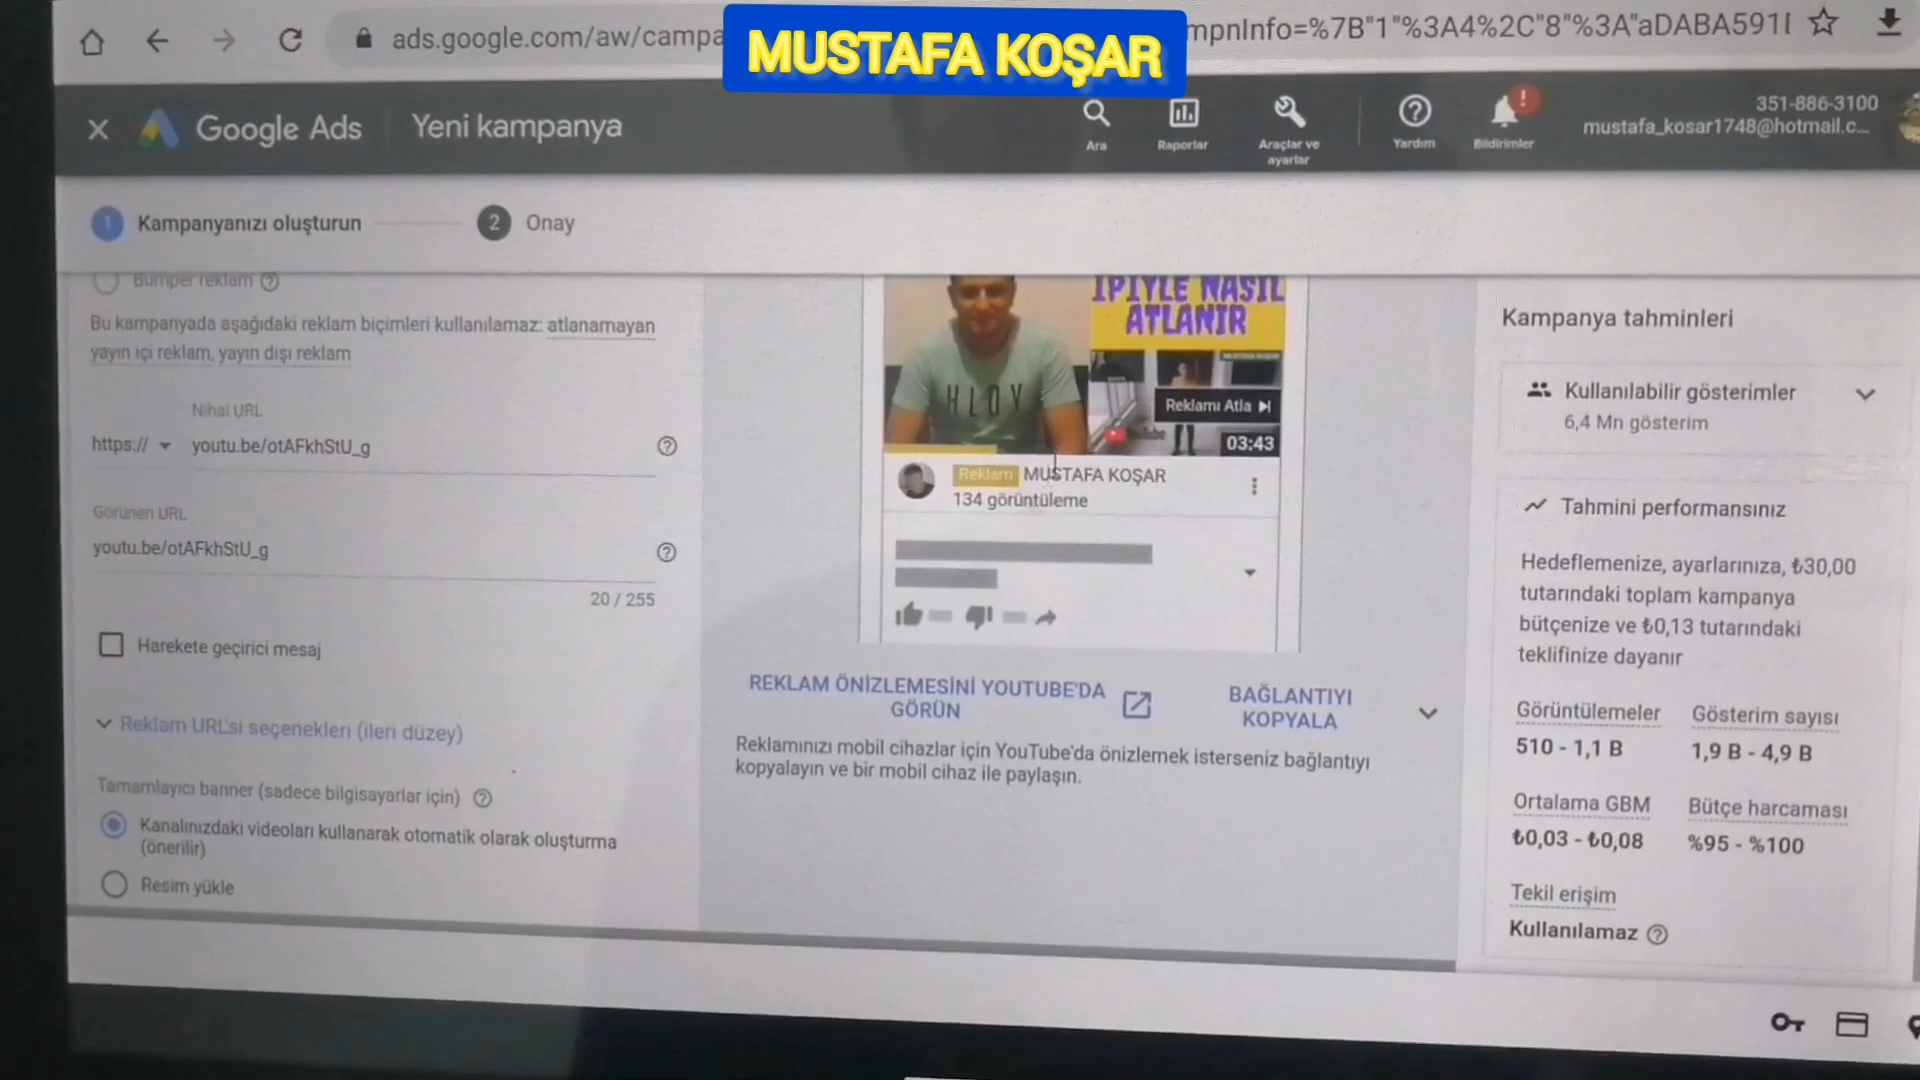 ads.google.com/aw/campa
mpnInfo=%7B"1"%3A4%2C"8"%3A"aDABA591
MUSTAFA KOŞAR
Google Ads
Yeni kampanya
Ara
Raporlar
Araçlar ve
ayarlar
Yardım
Bildirimler
351-886-3100
mustafa_kosar1748@hotmail.c...
1 Kampanyanızı oluşturun
2 Onay
Bumper reklam
Bu kampanyada aşağıdaki reklam biçimleri kullanılamaz: atlanamayan
yayın içi reklam, yayın dışı reklam
Nihai URL
https://
youtu.be/otAFkhStU_g
Görünen URL
youtu.be/otAFkhStU_g
20 / 255
Harekete geçirici mesaj
Reklam URL'si seçenekleri (ileri düzey)
Tamamlayıcı banner (sadece bilgisayarlar için)
Kanalınızdaki videoları kullanarak otomatik olarak oluşturma
(önerilir)
Resim yükle
IPIYLE NASIL
ATLANIR
HLDY
Reklamı Atla
03:43
Reklam MUSTAFA KOŞAR
134 görüntüleme
REKLAM ÖNİZLEMESİNİ YOUTUBE'DA
GÖRÜN
BAĞLANTIYI
KOPYALA
Reklamınızı mobil cihazlar için YouTube'da önizlemek isterseniz bağlantıyı
kopyalayın ve bir mobil cihaz ile paylaşın.
Kampanya tahminleri
Kullanılabilir gösterimler
6,4 Mn gösterim
Tahmini performansınız
Hedeflemenize, ayarlarınıza, ₺30,00
tutarındaki toplam kampanya
bütçenize ve ₺0,13 tutarındaki
teklifinize dayanır
Görüntülemeler
510 - 1,1 B
Gösterim sayısı
1,9 B - 4,9 B
Ortalama GBM
₺0,03 - ₺0,08
Bütçe harcaması
%95 - %100
Tekil erişim
Kullanılamaz